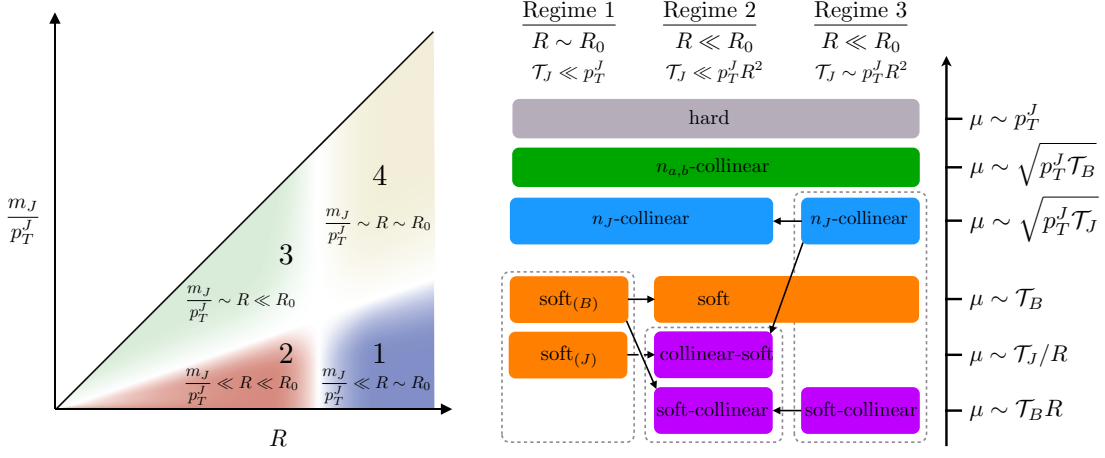 m_J / p_T^J
4
m_J / p_T^J ∼ R ∼ R_0
3
m_J / p_T^J ∼ R ≪ R_0
2
m_J / p_T^J ≪ R ≪ R_0
1
m_J / p_T^J ≪ R ∼ R_0
R
Regime 1 Regime 2 Regime 3
R ∼ R_0 R ≪ R_0 R ≪ R_0
𝒯_J ≪ p_T^J 𝒯_J ≪ p_T^J R^2 𝒯_J ∼ p_T^J R^2
hard μ ∼ p_T^J
n_{a,b}-collinear μ ∼ √(p_T^J 𝒯_B)
n_J-collinear n_J-collinear μ ∼ √(p_T^J 𝒯_J)
soft_(B) soft μ ∼ 𝒯_B
soft_(J) collinear-soft μ ∼ 𝒯_J/R
soft-collinear soft-collinear μ ∼ 𝒯_B R